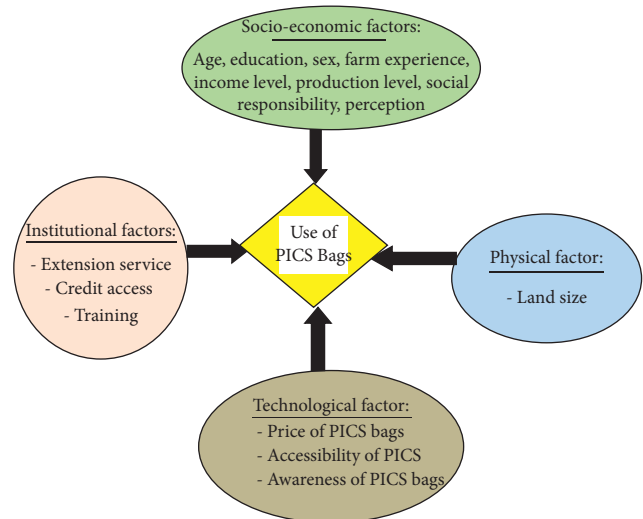 Socio-economic factors:
Age, education, sex, farm experience,
income level, production level, social
responsibility, perception
Institutional factors:
- Extension service
- Credit access
- Training
Use of
PICS Bags
Physical factor:
- Land size
Technological factor:
- Price of PICS bags
- Accessibility of PICS
- Awareness of PICS bags